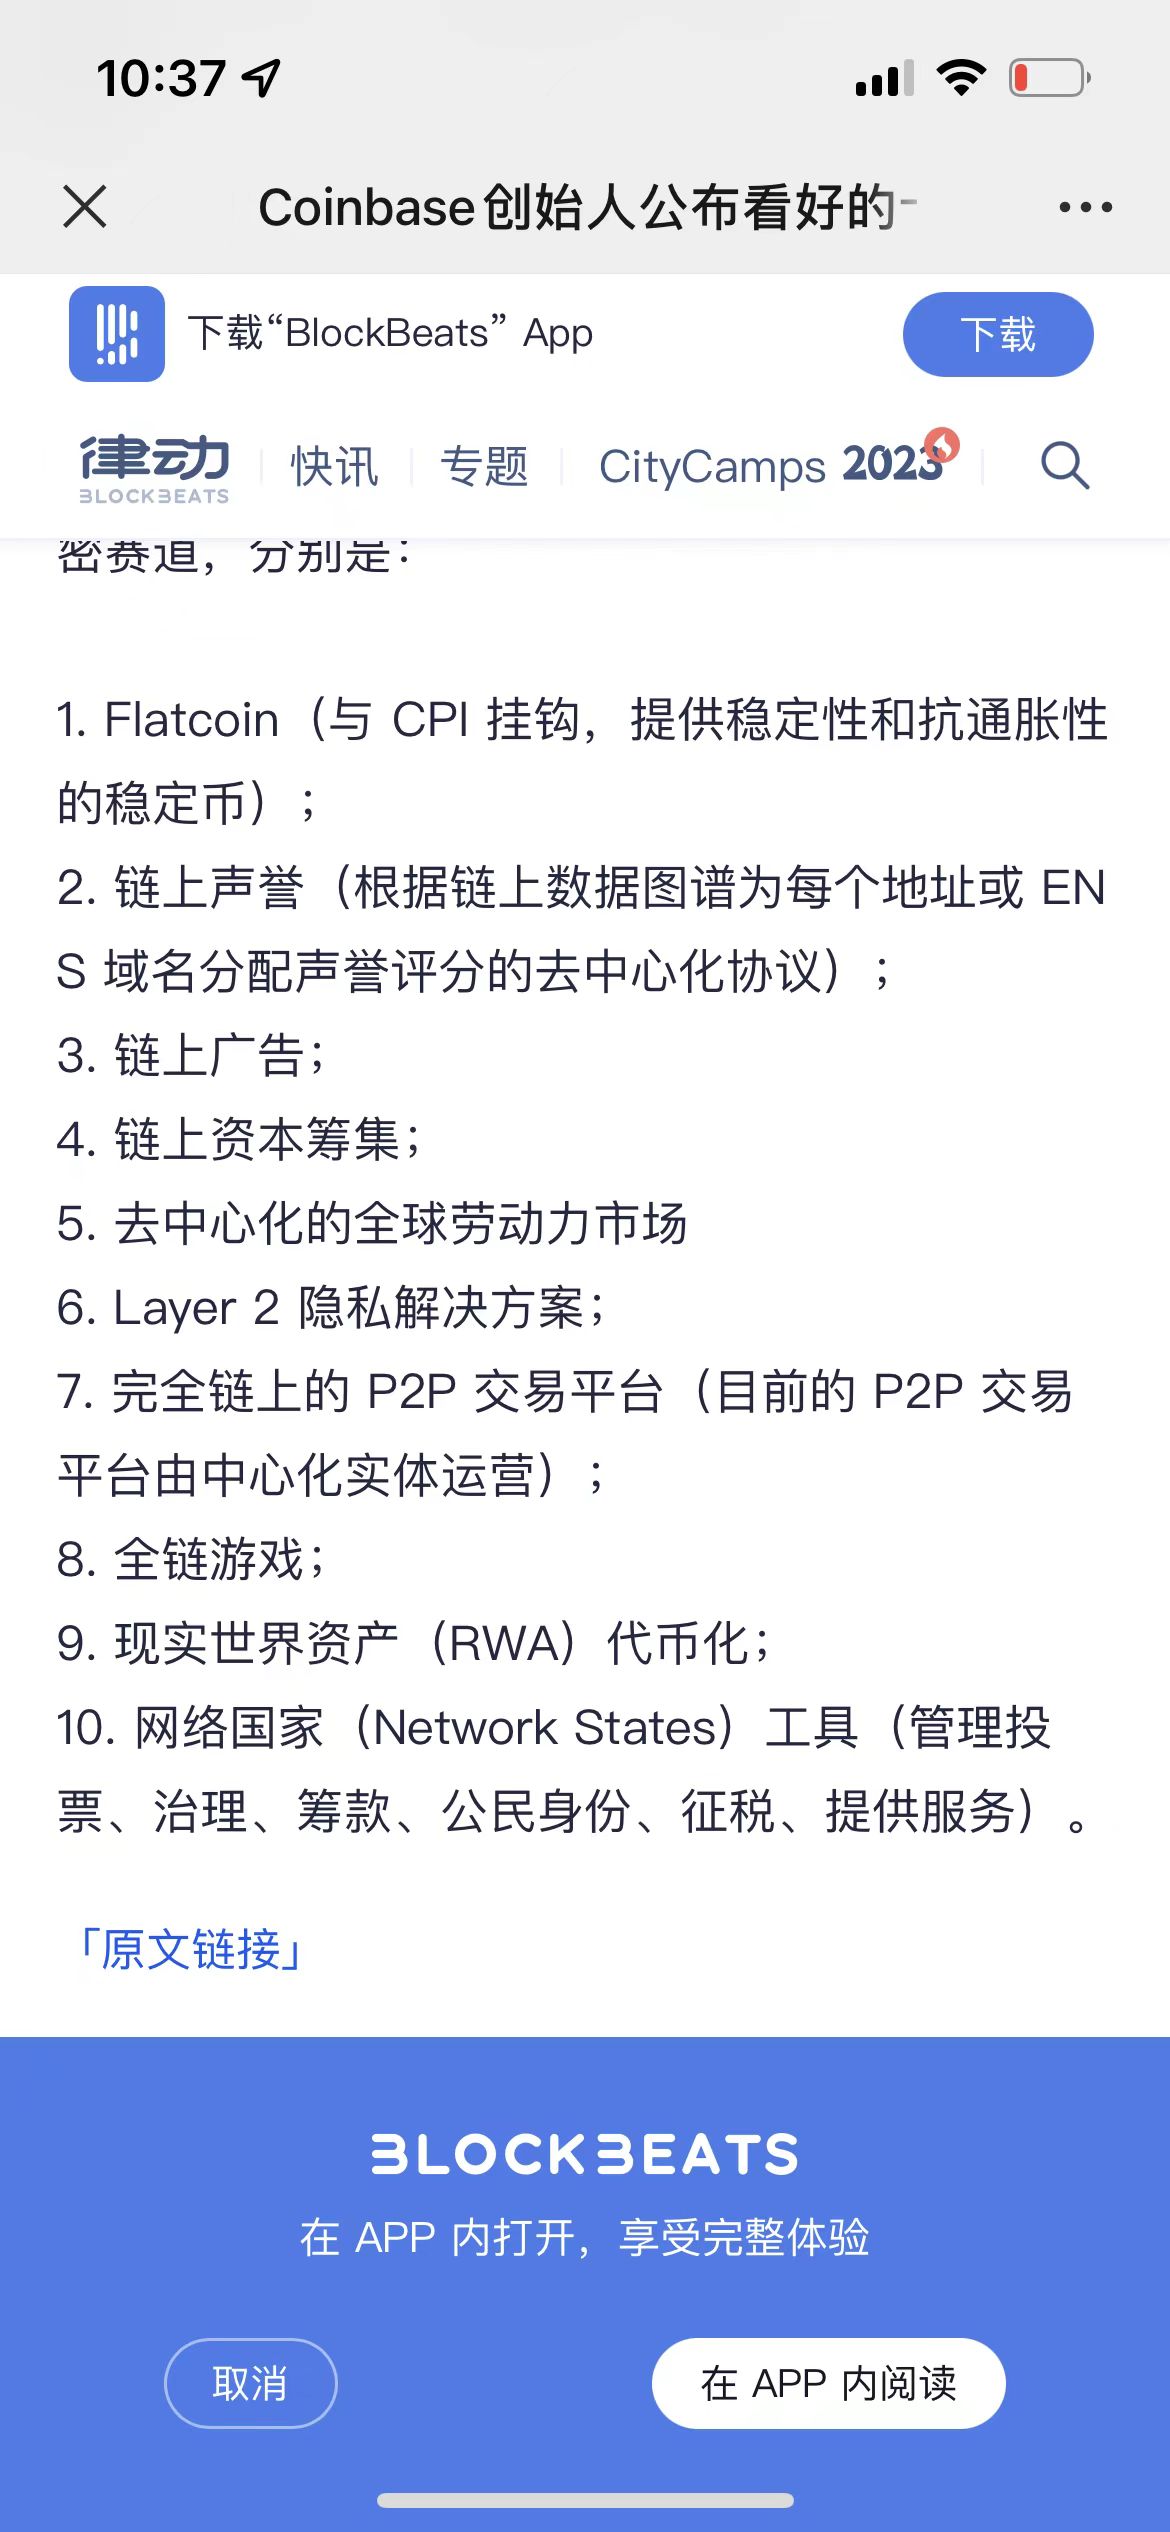 10:37
Coinbase创始人公布看好的
下载“BlockBeats” App
下载
律动
BLOCKBEATS
快讯
专题
CityCamps 2023
密赛道，分别是：
1. Flatcoin（与 CPI 挂钩，提供稳定性和抗通胀性
的稳定币）；
2. 链上声誉（根据链上数据图谱为每个地址或 EN
S 域名分配声誉评分的去中心化协议）；
3. 链上广告；
4. 链上资本筹集；
5. 去中心化的全球劳动力市场
6. Layer 2 隐私解决方案；
7. 完全链上的 P2P 交易平台（目前的 P2P 交易
平台由中心化实体运营）；
8. 全链游戏；
9. 现实世界资产（RWA）代币化；
10. 网络国家（Network States）工具（管理投
票、治理、筹款、公民身份、征税、提供服务）。
「原文链接」
BLOCKBEATS
在 APP 内打开，享受完整体验
取消
在 APP 内阅读